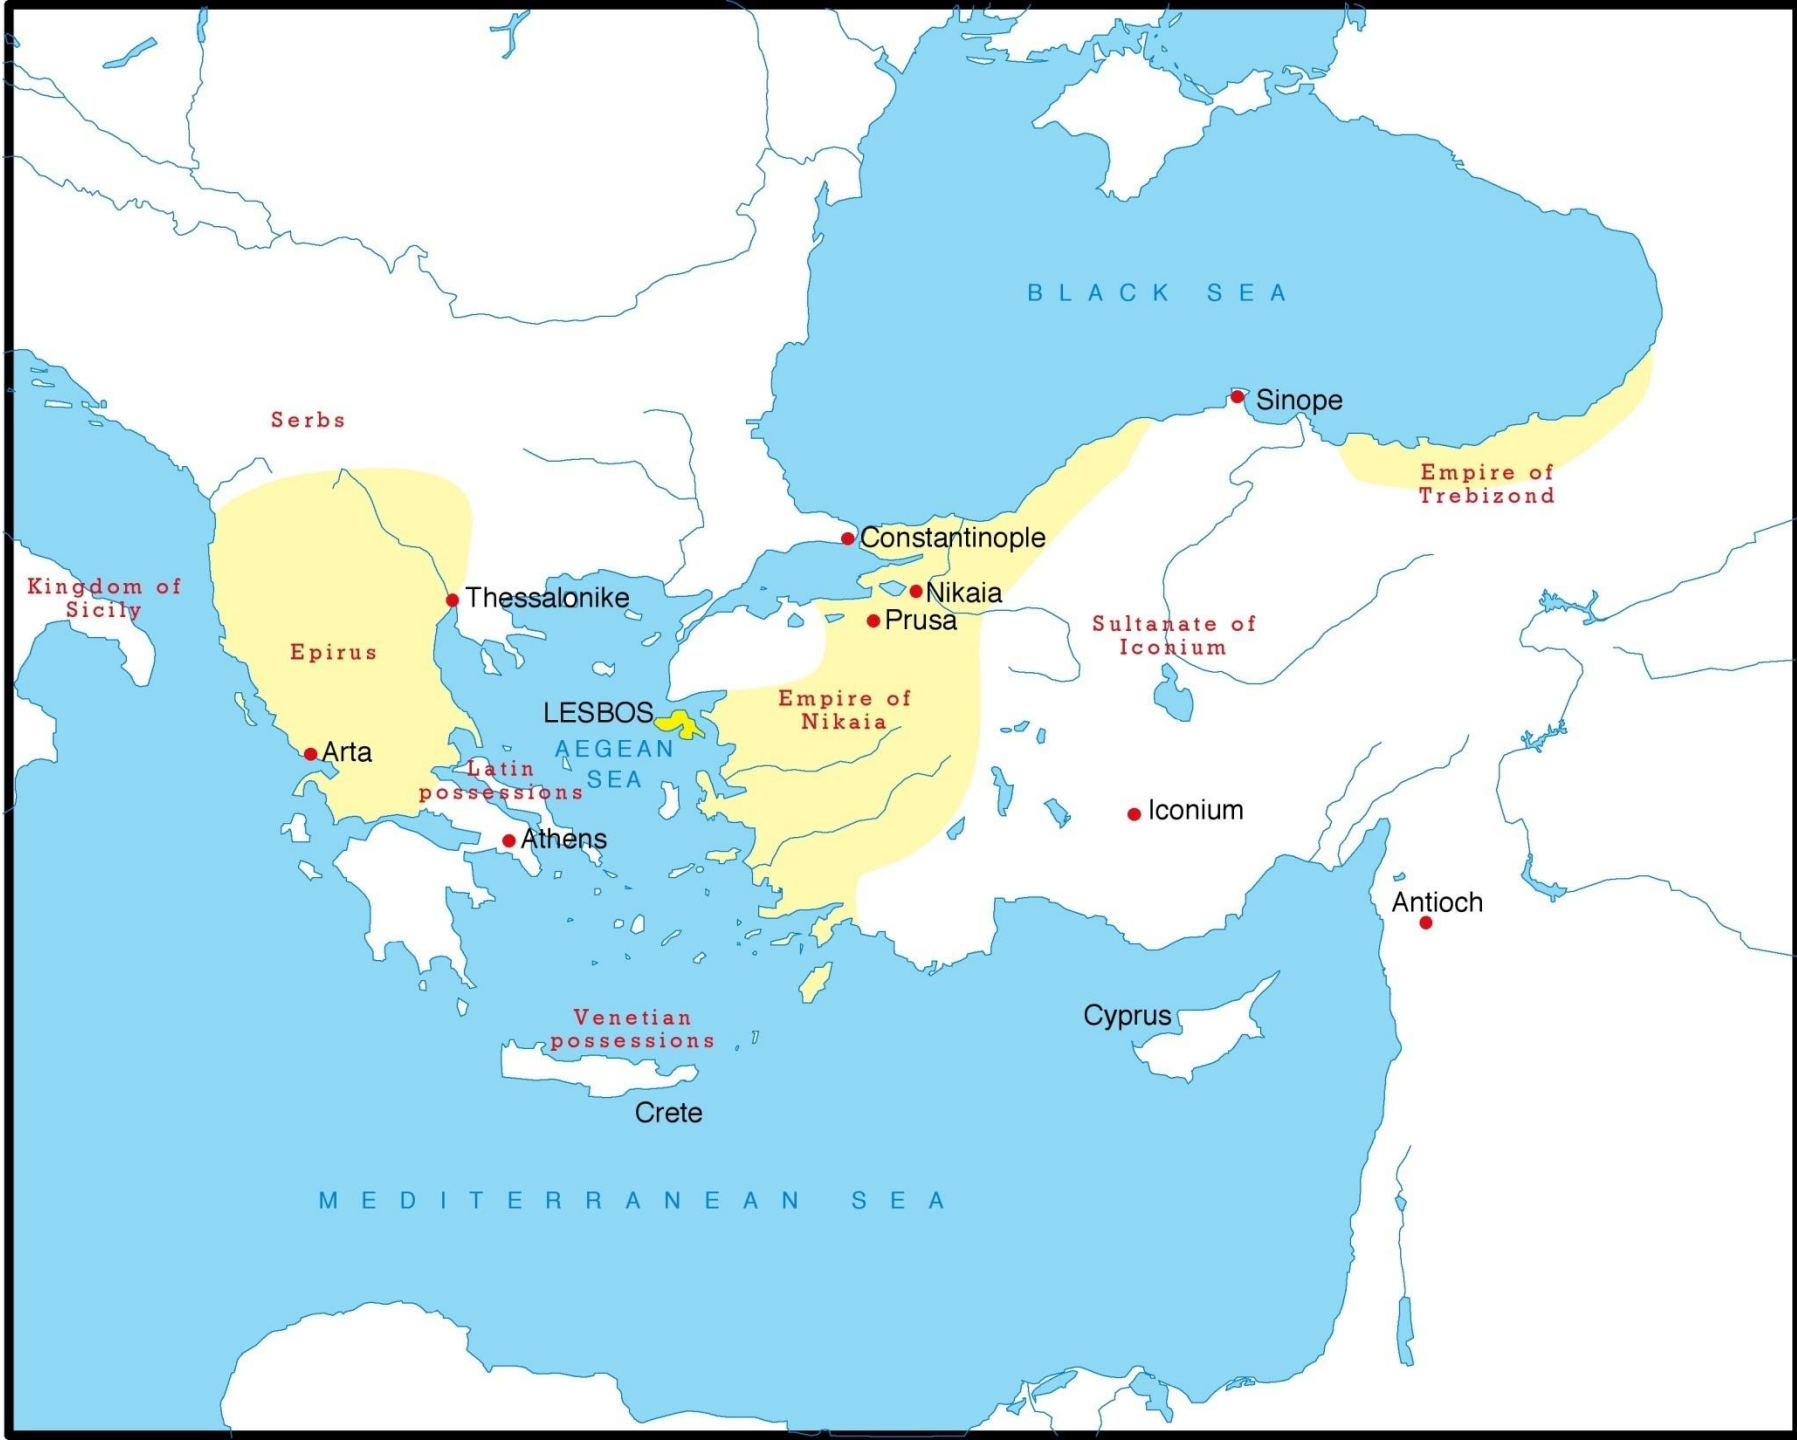 BLACK SEA
Sinope
Serbs
Empire of
Trebizond
Constantinople
Kingdom of
Sicily
Thessalonike
Nikaia
Prusa
Sultanate of
Iconium
Epirus
Empire of
Nikaia
LESBOS
AEGEAN
SEA
Arta
Latin
possessions
Iconium
Athens
Antioch
Venetian
possessions
Cyprus
Crete
MEDITERRANEAN SEA